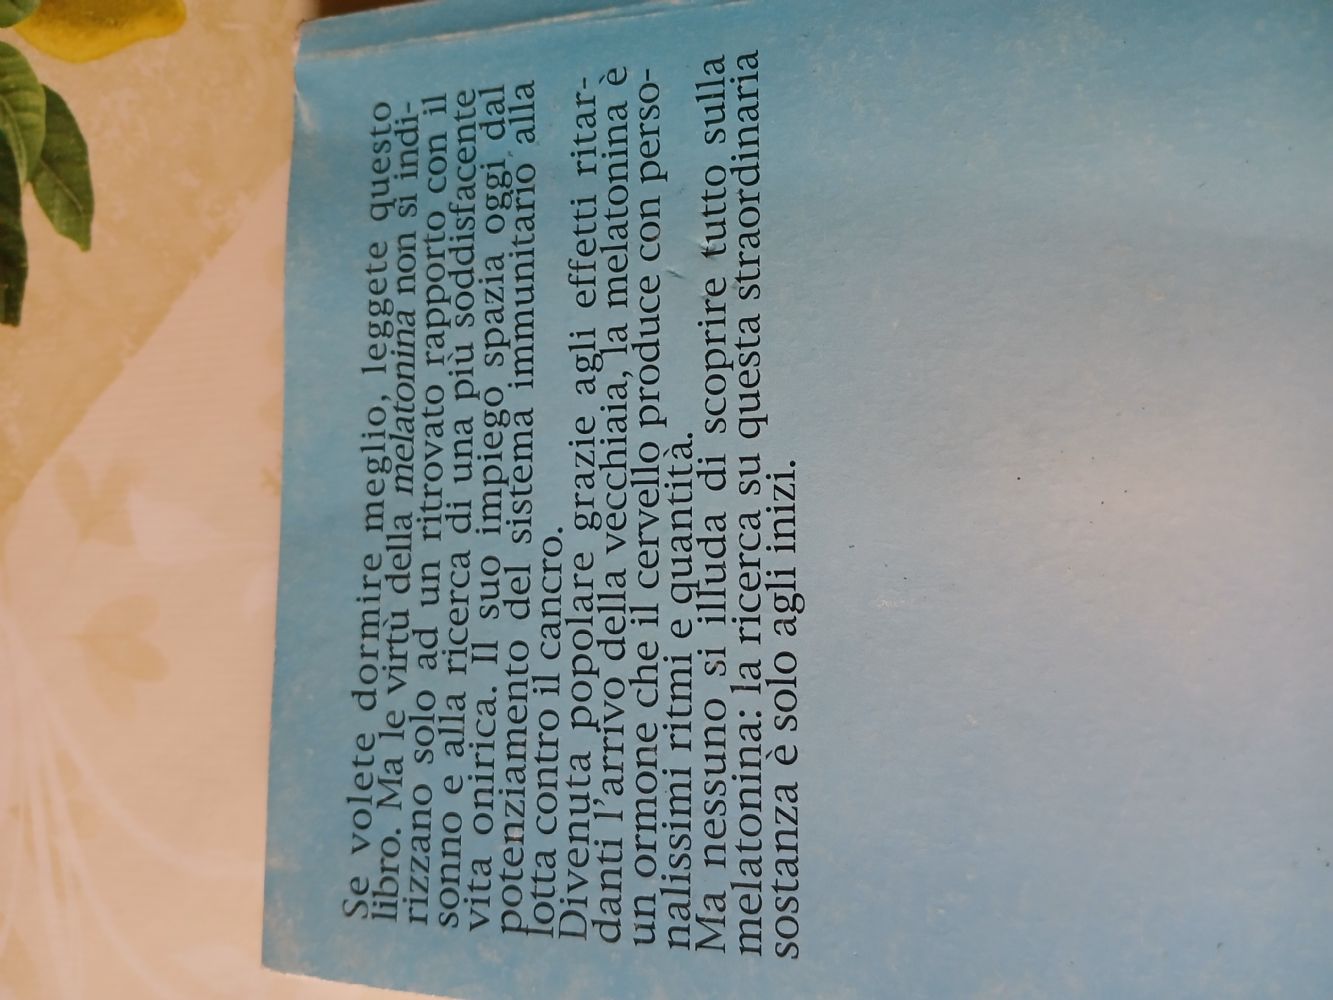 Se volete dormire meglio, leggete questo
libro. Ma le virtù della melatonina non si indi-
rizzano solo ad un ritrovato rapporto con il
sonno e alla ricerca di una più soddisfacente
vita onirica. Il suo impiego spazia oggi dal
potenziamento del sistema immunitario alla
lotta contro il cancro.
Divenuta popolare grazie agli effetti ritar-
danti l'arrivo della vecchiaia, la melatonina è
un ormone che il cervello produce con perso-
nalissimi ritmi e quantità.
Ma nessuno si illuda di scoprire tutto sulla
melatonina: la ricerca su questa straordinaria
sostanza è solo agli inizi.